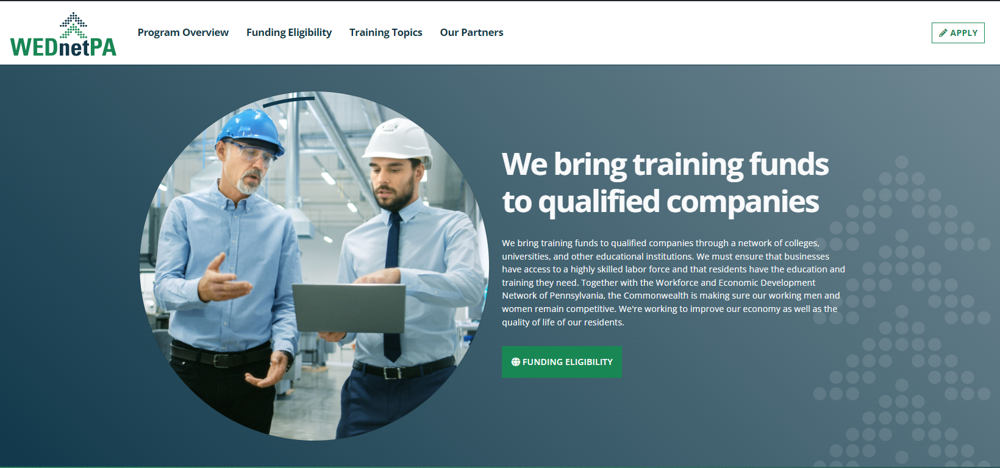 WEDnetPA
Program Overview
Funding Eligibility
Training Topics
Our Partners
APPLY
We bring training funds
to qualified companies
We bring training funds to qualified companies through a network of colleges,
universities, and other educational institutions. We must ensure that businesses
have access to a highly skilled labor force and that residents have the education and
training they need. Together with the Workforce and Economic Development
Network of Pennsylvania, the Commonwealth is making sure our working men and
women remain competitive. We're working to improve our economy as well as the
quality of life of our residents.
FUNDING ELIGIBILITY